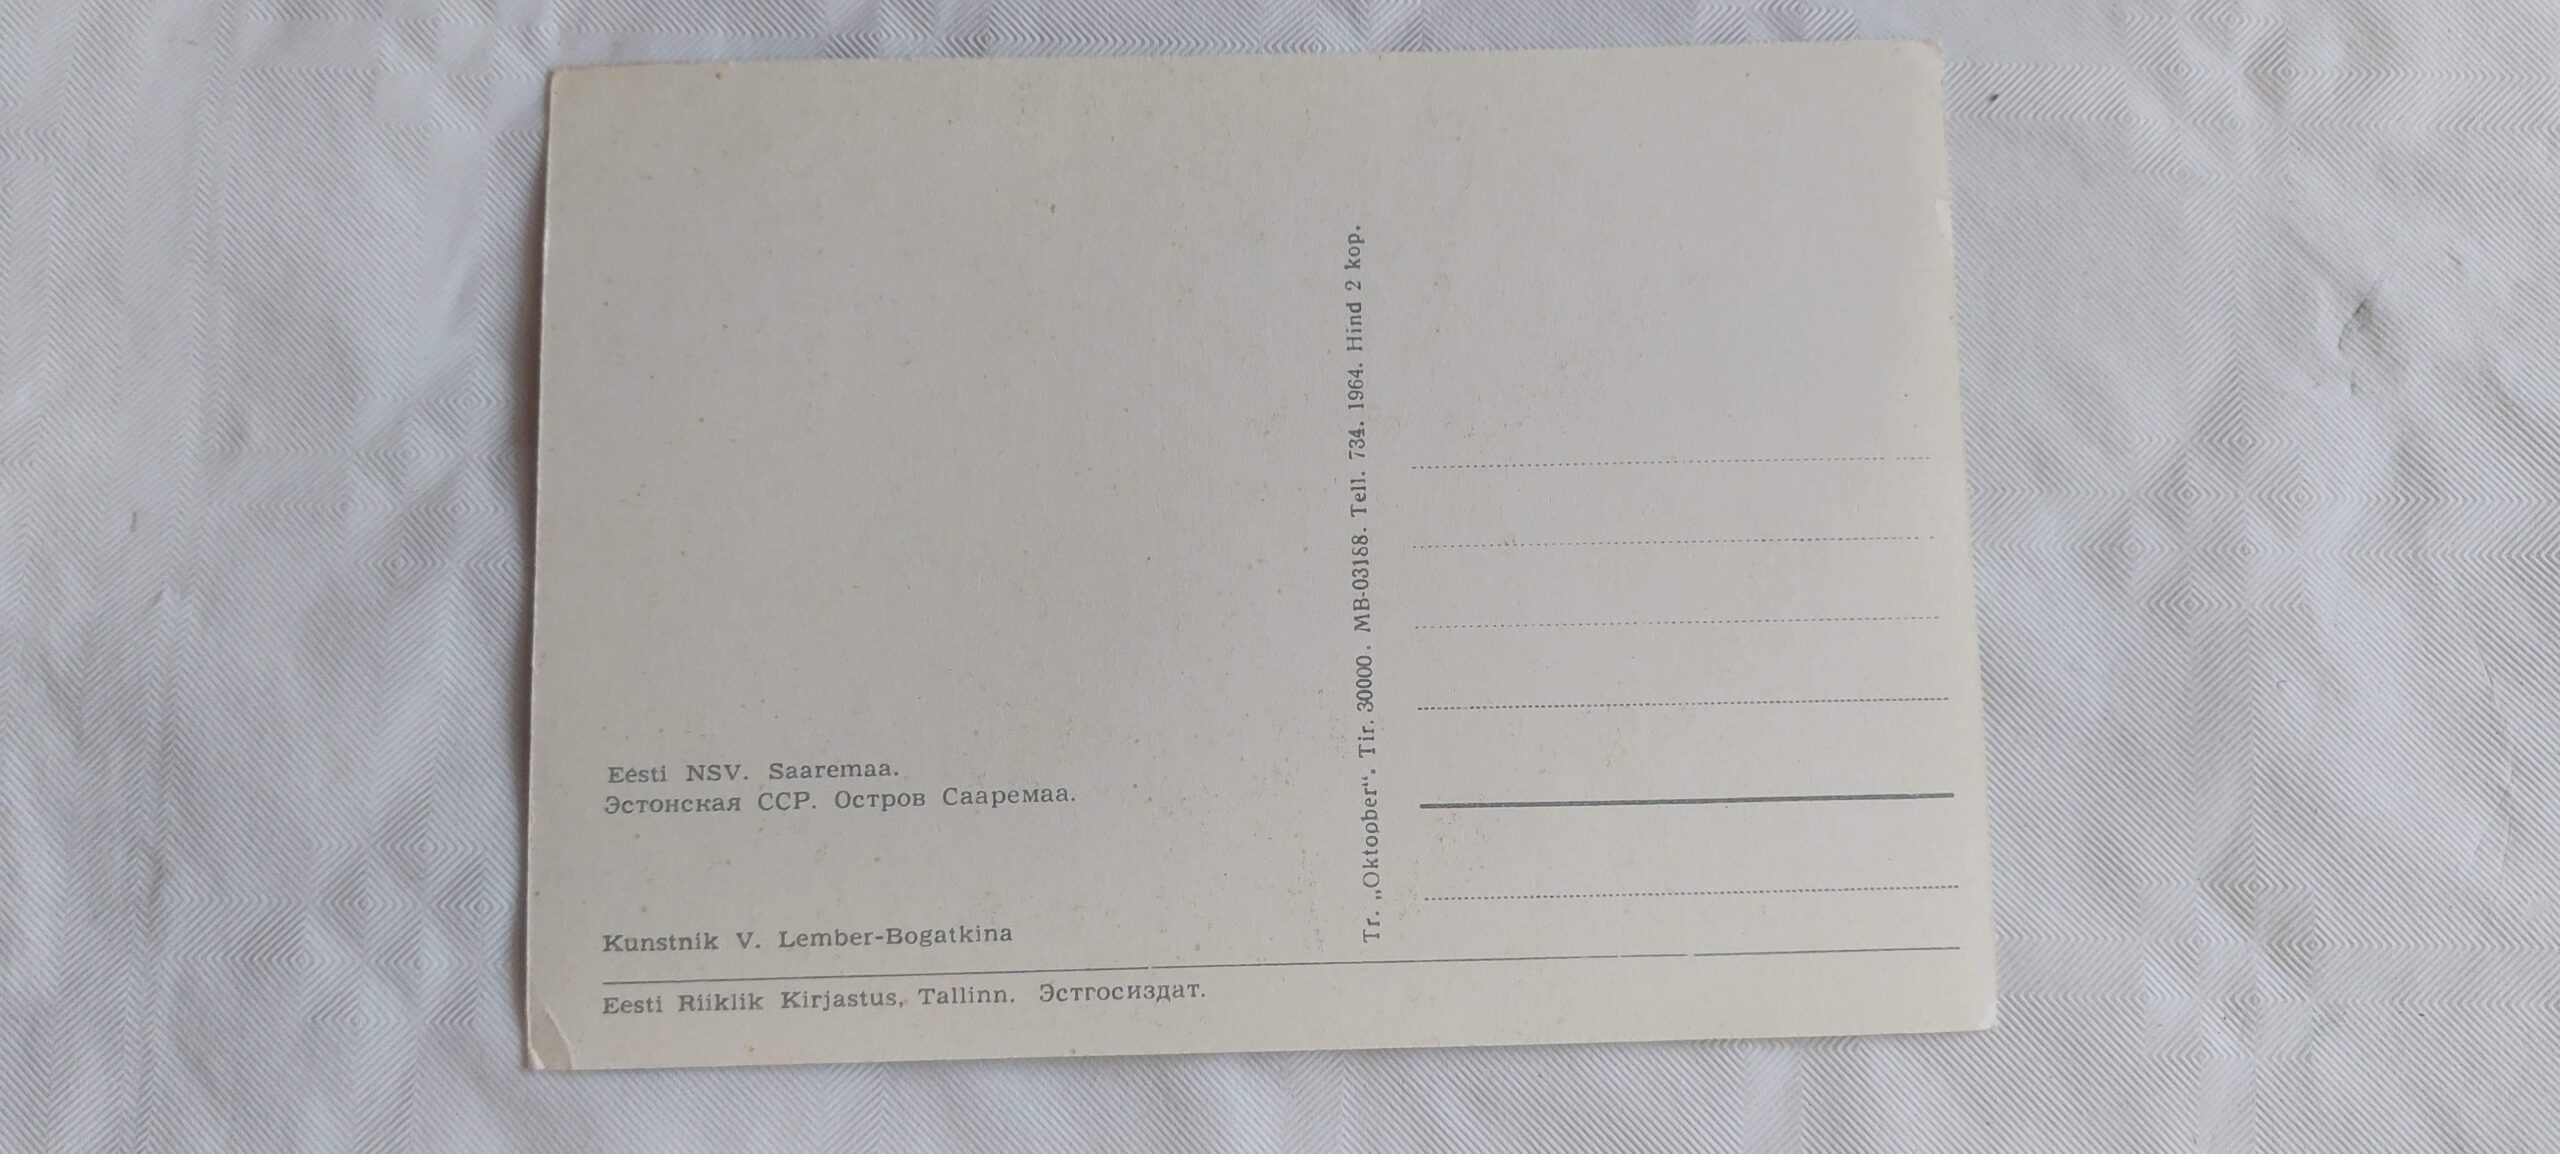 Eesti NSV. Saaremaa.
Эстонская ССР. Остров Сааремаа.
Kunstnik V. Lember-Bogatkina
Eesti Riiklik Kirjastus, Tallinn. Эстгосиздат.
Tr. „Oktoober“. Tir. 30000. MB-03188. Tell. 734. 1964. Hind 2 kop.